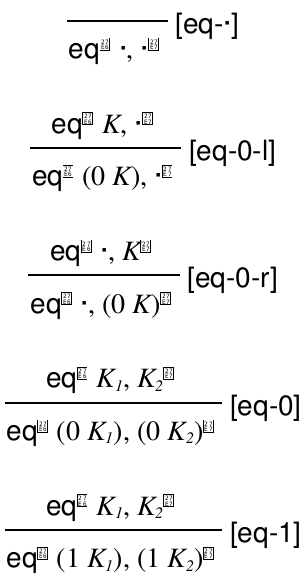 [eq-·]
eq⟦ ·, ·⟧
eq⟦ K, ·⟧
[eq-0-l]
eq⟦ (0 K), ·⟧
eq⟦ ·, K⟧
[eq-0-r]
eq⟦ ·, (0 K)⟧
eq⟦ K₁, K₂⟧
[eq-0]
eq⟦ (0 K₁), (0 K₂)⟧
eq⟦ K₁, K₂⟧
[eq-1]
eq⟦ (1 K₁), (1 K₂)⟧